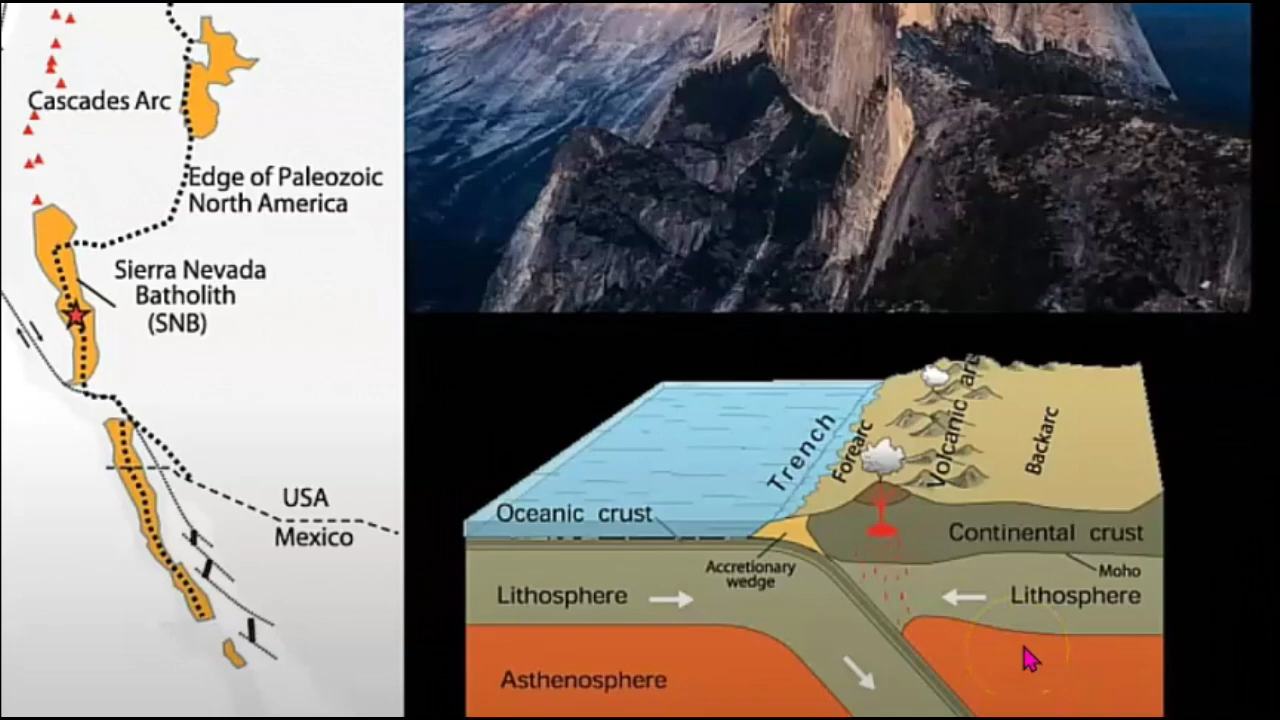 Cascades Arc
Edge of Paleozoic
North America
Sierra Nevada
Batholith
(SNB)
USA
Mexico
Trench
Forearc
Volcanic arc
Backarc
Oceanic crust
Continental crust
Accretionary
wedge
Moho
Lithosphere
Lithosphere
Asthenosphere